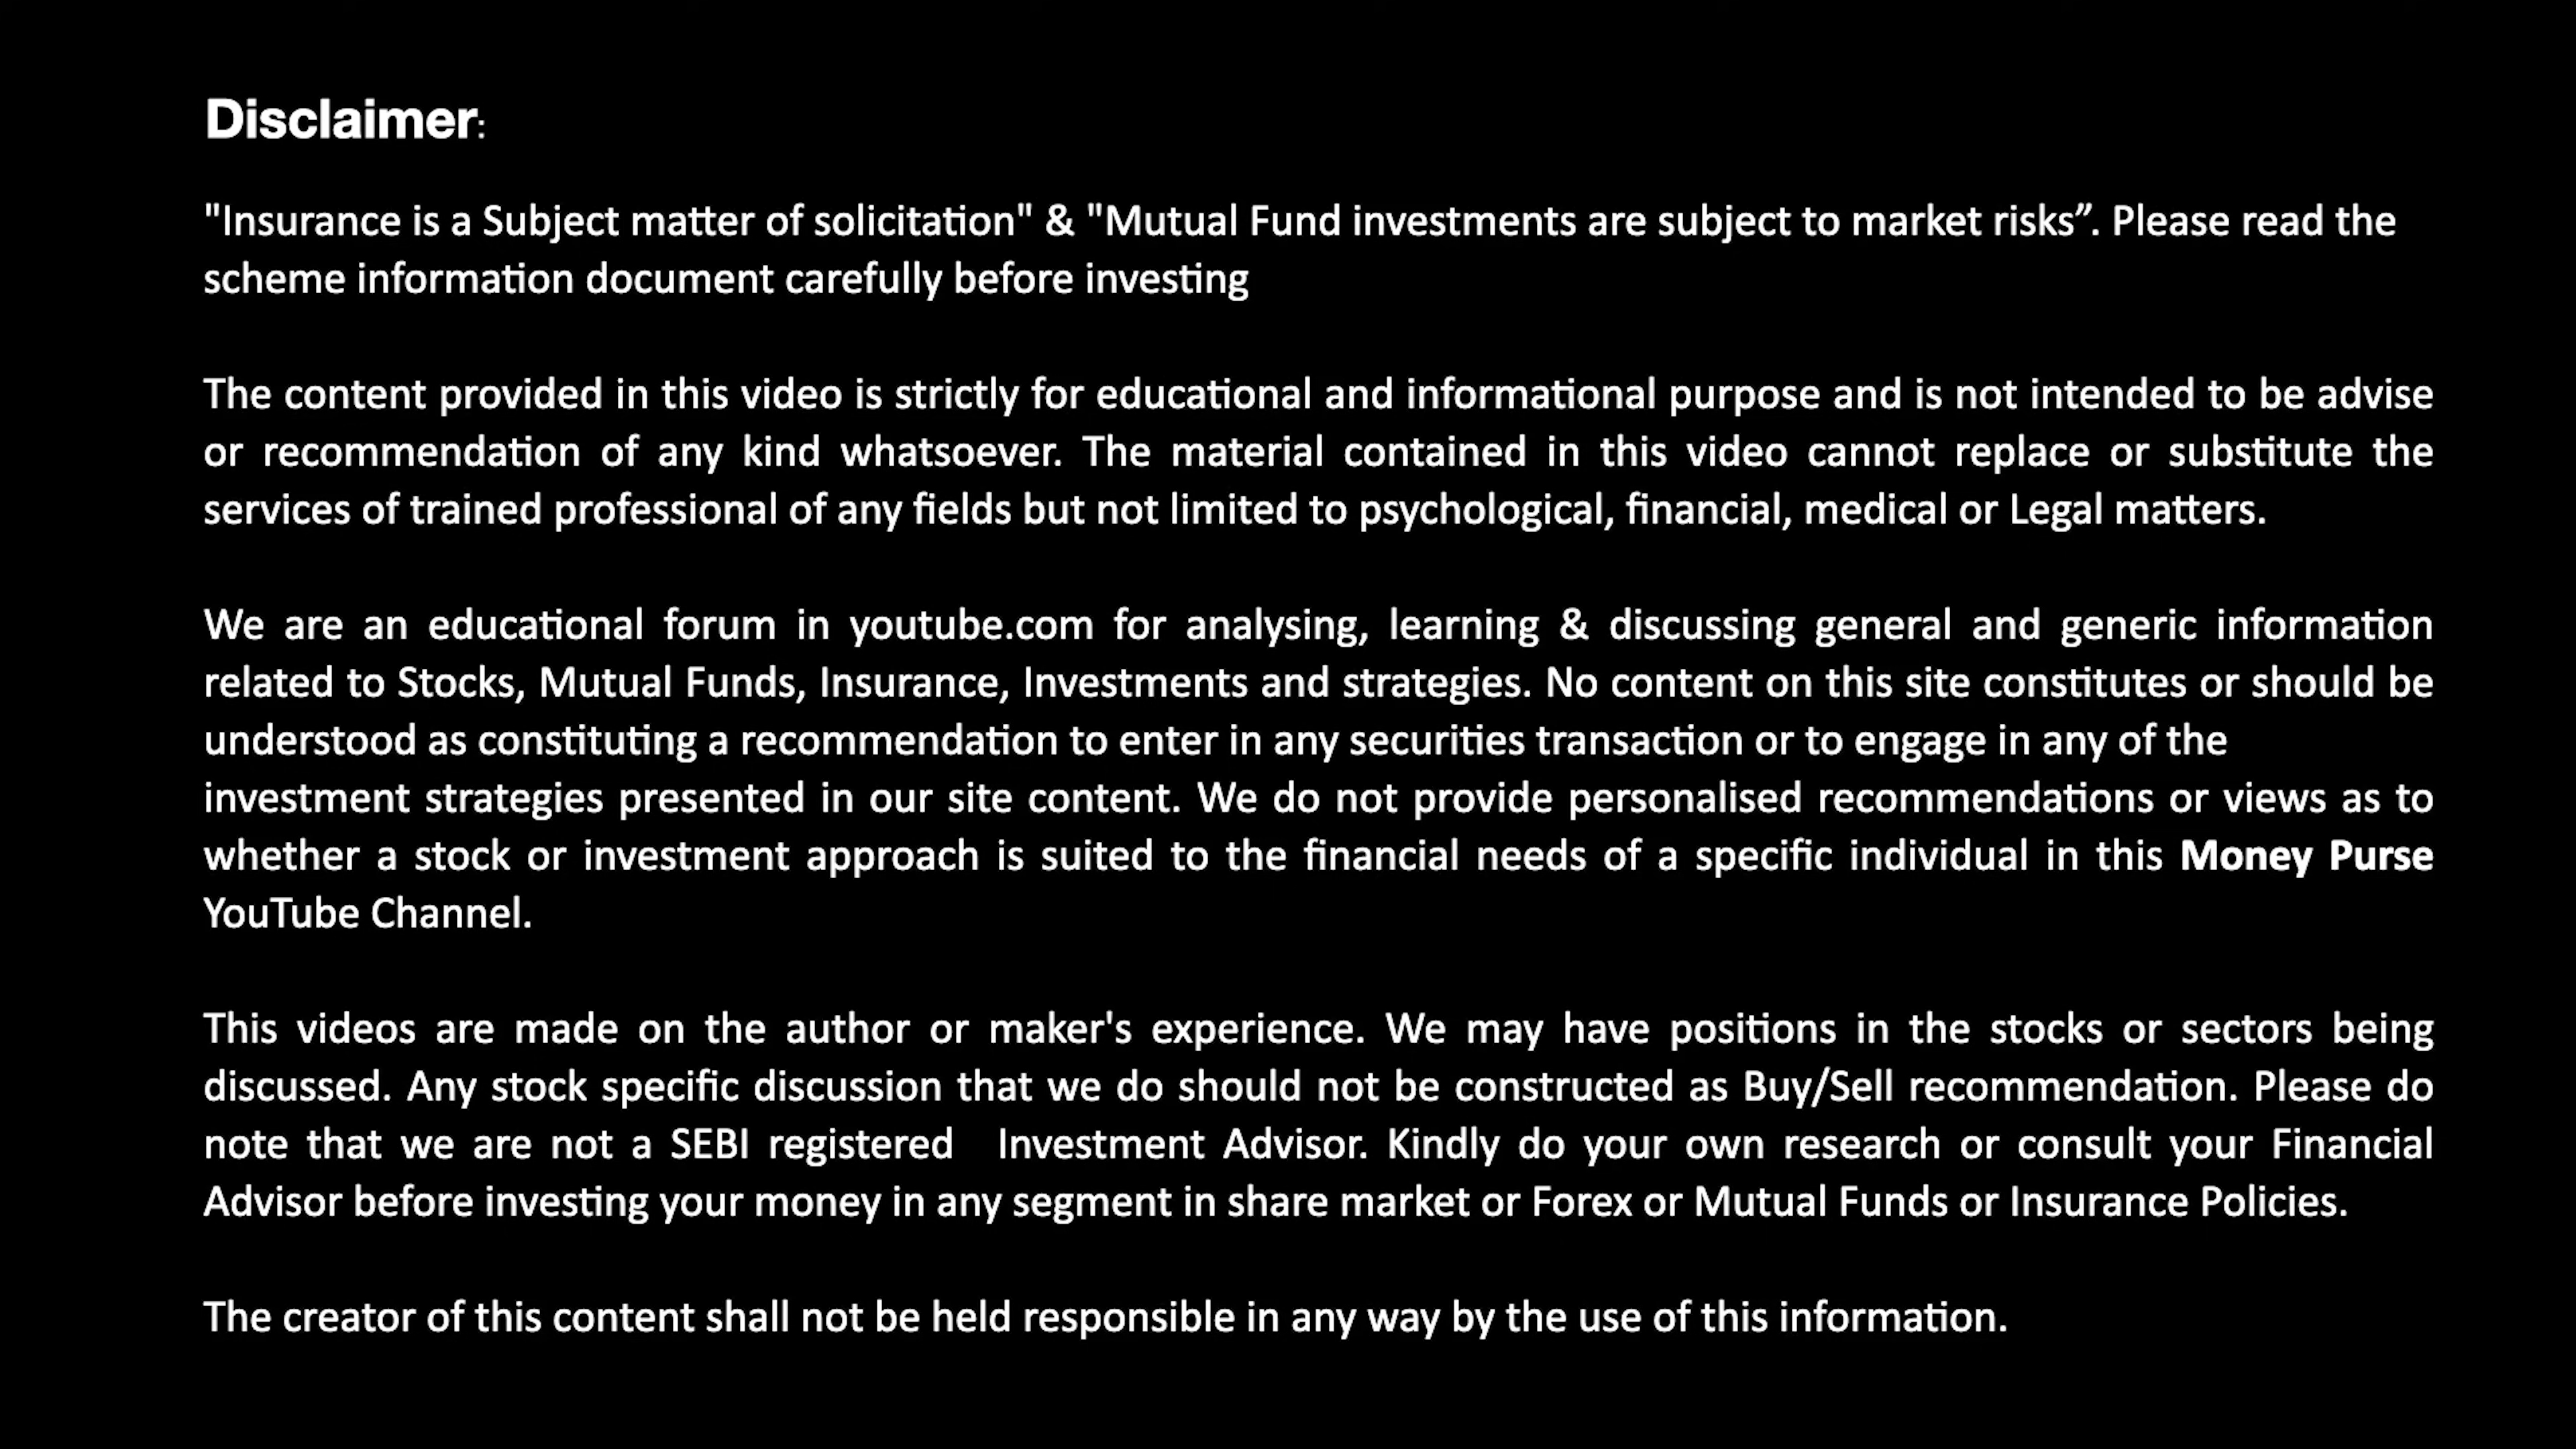 Disclaimer:
"Insurance is a Subject matter of solicitation" & "Mutual Fund investments are subject to market risks”. Please read the
scheme information document carefully before investing
The content provided in this video is strictly for educational and informational purpose and is not intended to be advise
or recommendation of any kind whatsoever. The material contained in this video cannot replace or substitute the
services of trained professional of any fields but not limited to psychological, financial, medical or Legal matters.
We are an educational forum in youtube.com for analysing, learning & discussing general and generic information
related to Stocks, Mutual Funds, Insurance, Investments and strategies. No content on this site constitutes or should be
understood as constituting a recommendation to enter in any securities transaction or to engage in any of the
investment strategies presented in our site content. We do not provide personalised recommendations or views as to
whether a stock or investment approach is suited to the financial needs of a specific individual in this Money Purse
YouTube Channel.
This videos are made on the author or maker's experience. We may have positions in the stocks or sectors being
discussed. Any stock specific discussion that we do should not be constructed as Buy/Sell recommendation. Please do
note that we are not a SEBI registered  Investment Advisor. Kindly do your own research or consult your Financial
Advisor before investing your money in any segment in share market or Forex or Mutual Funds or Insurance Policies.
The creator of this content shall not be held responsible in any way by the use of this information.